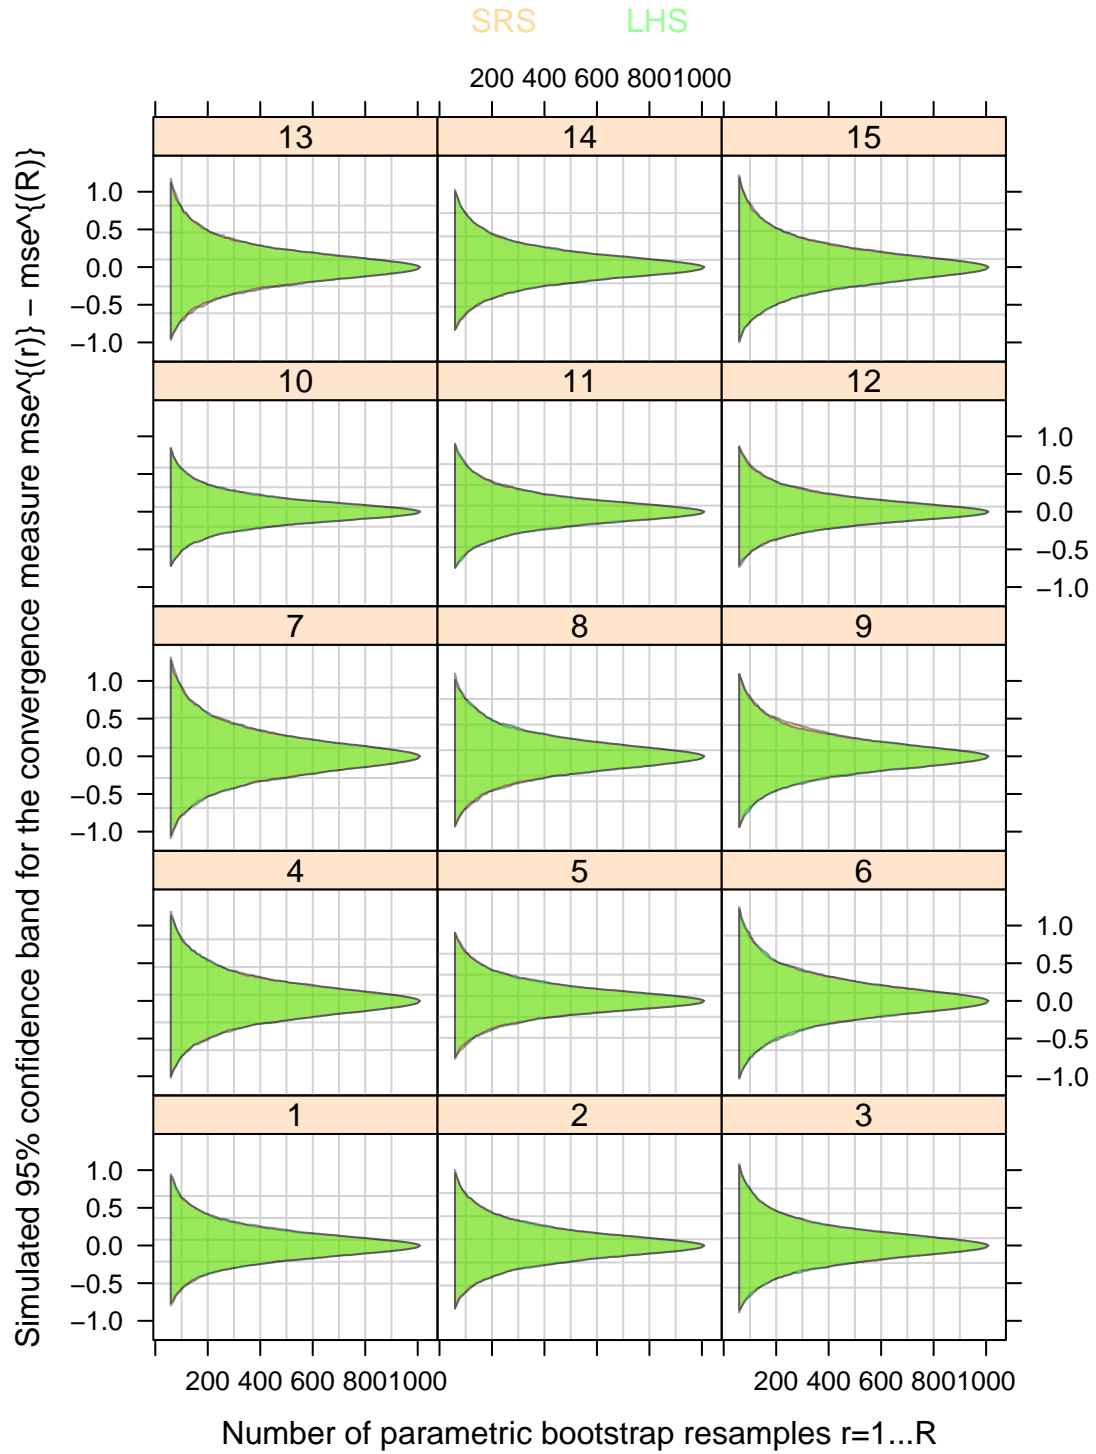 SRS LHS
200 400 600 8001000
13 14 15
1.0
0.5
0.0
−0.5
−1.0
10 11 12
1.0
0.5
0.0
−0.5
−1.0
7 8 9
1.0
0.5
0.0
−0.5
−1.0
4 5 6
1.0
0.5
0.0
−0.5
−1.0
1 2 3
1.0
0.5
0.0
−0.5
−1.0
200 400 600 8001000 200 400 600 8001000
Number of parametric bootstrap resamples r=1...R
Simulated 95% confidence band for the convergence measure mse^{(r)} − mse^{(R)}